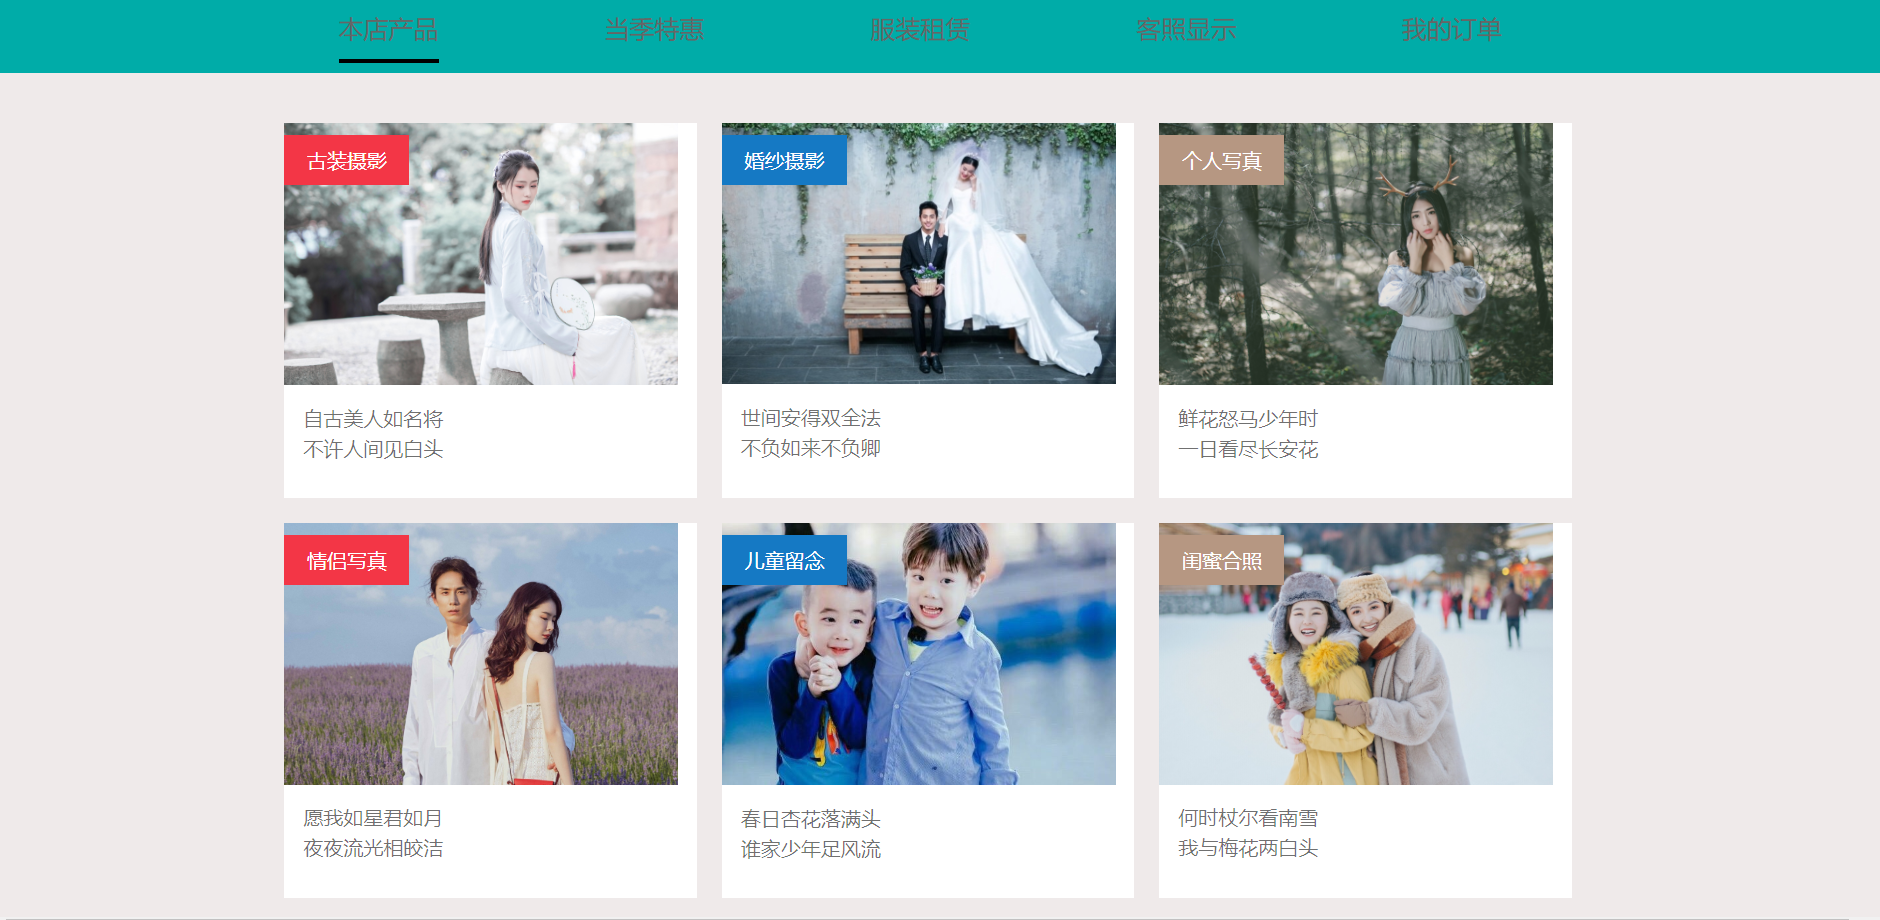 本店产品
当季特惠
服装租赁
客照显示
我的订单
古装摄影
自古美人如名将
不许人间见白头
婚纱摄影
世间安得双全法
不负如来不负卿
个人写真
鲜花怒马少年时
一日看尽长安花
情侣写真
愿我如星君如月
夜夜流光相皎洁
儿童留念
春日杏花落满头
谁家少年足风流
闺蜜合照
何时杖尔看南雪
我与梅花两白头